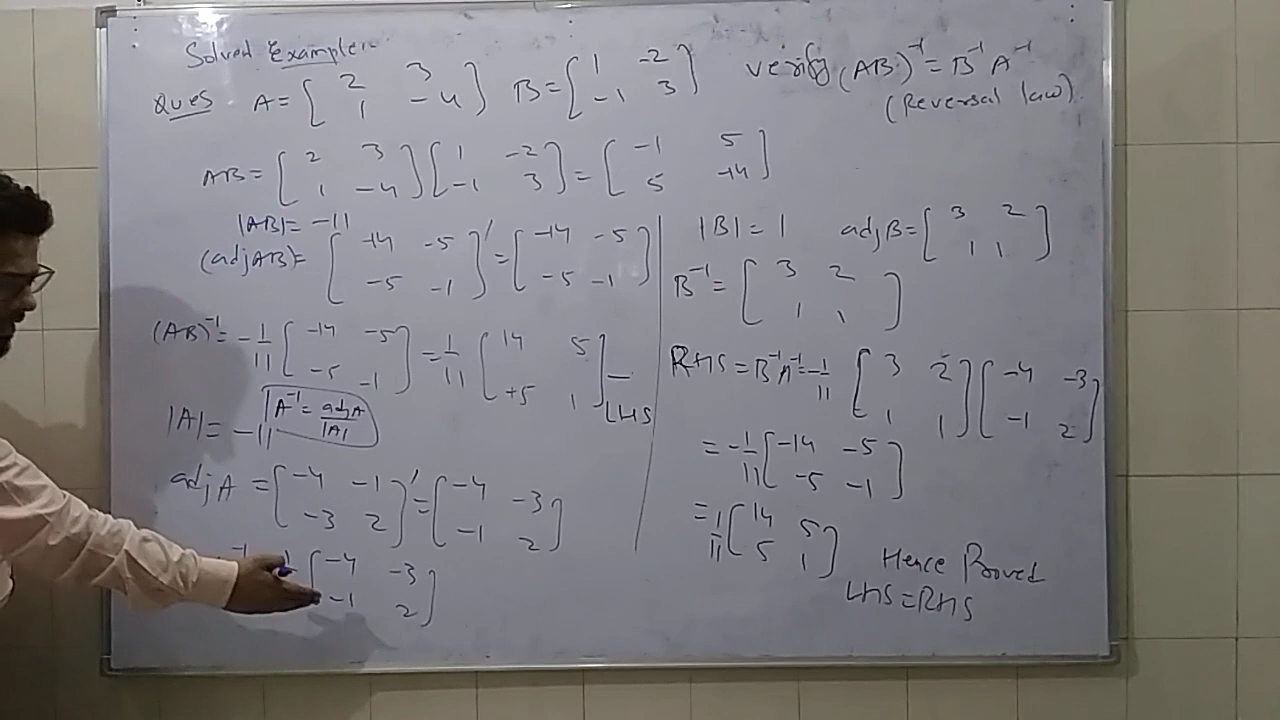 Solved Example:-
Ques A = [ 2 3 ] B = [ 1 -2 ] verify (AB)⁻¹ = B⁻¹ A⁻¹
[ 1 -4 ] [ -1 3 ] (Reversal law)
AB = [ 2 3 ] [ 1 -2 ] = [ -1 5 ]
[ 1 -4 ] [ -1 3 ] [ 5 -14 ]
|AB| = -11
(adjAB) = [ -14 -5 ]′ = [ -14 -5 ]
[ -5 -1 ] [ -5 -1 ]
(AB)⁻¹ = -1/11 [ -14 -5 ] = 1/11 [ 14 5 ]
[ -5 -1 ] [ +5 1 ] — LHS
|A| = -11
A⁻¹ = adjA/|A|
adjA = [ -4 -1 ]′ = [ -4 -3 ]
[ -3 2 ] [ -1 2 ]
[ -4 -3 ]
[ -1 2 ]
|B| = 1 adjB = [ 3 2 ]
[ 1 1 ]
B⁻¹ = [ 3 2 ]
[ 1 1 ]
RHS = B⁻¹A⁻¹ = -1/11 [ 3 2 ] [ -4 -3 ]
[ 1 1 ] [ -1 2 ]
= -1/11 [ -14 -5 ]
[ -5 -1 ]
= 1/11 [ 14 5 ]
[ 5 1 ]
Hence Proved
LHS = RHS